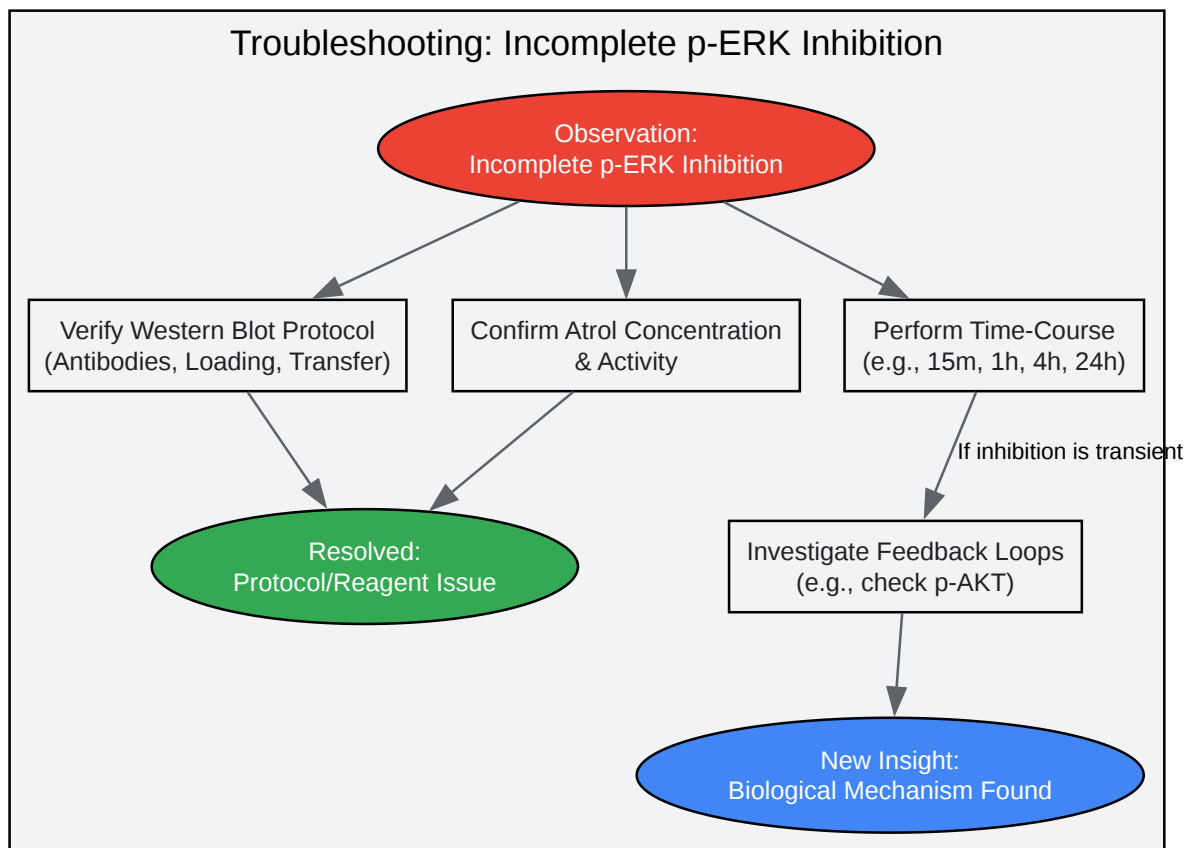 Troubleshooting: Incomplete p-ERK Inhibition
Observation:
Incomplete p-ERK Inhibition
Verify Western Blot Protocol
(Antibodies, Loading, Transfer)
Confirm Atrol Concentration
& Activity
Perform Time-Course
(e.g., 15m, 1h, 4h, 24h)
If inhibition is transient
Resolved:
Protocol/Reagent Issue
Investigate Feedback Loops
(e.g., check p-AKT)
New Insight:
Biological Mechanism Found